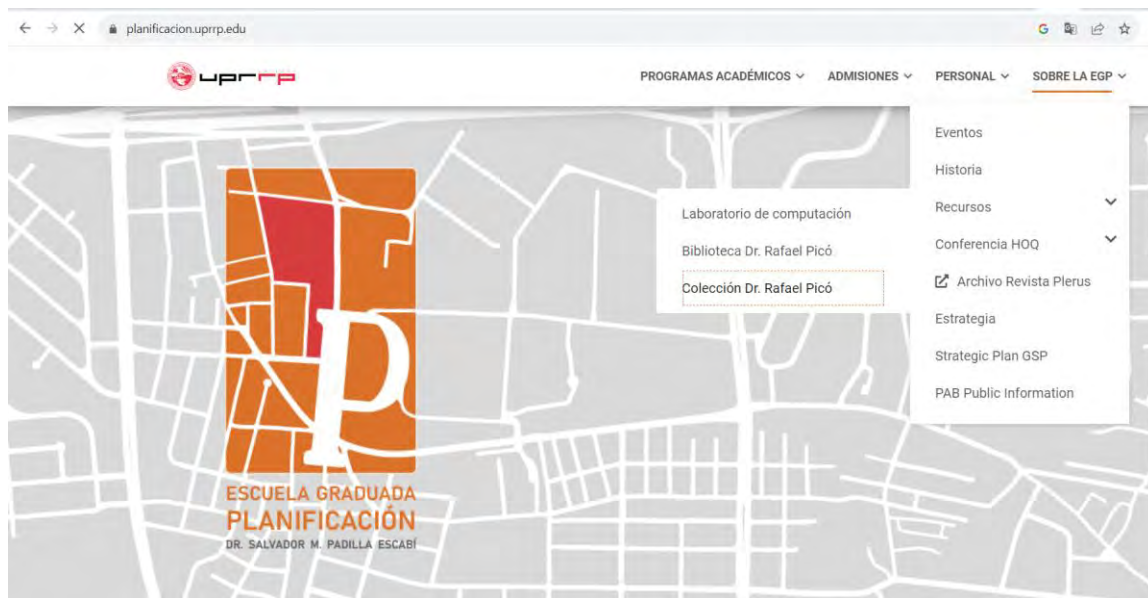 planificacion.uprrp.edu
uprrp
PROGRAMAS ACADÉMICOS
ADMISIONES
PERSONAL
SOBRE LA EGP
Eventos
Historia
Recursos
Conferencia HOQ
Archivo Revista Plerus
Estrategia
Strategic Plan GSP
PAB Public Information
Laboratorio de computación
Biblioteca Dr. Rafael Picó
Colección Dr. Rafael Picó
p
ESCUELA GRADUADA
PLANIFICACIÓN
DR. SALVADOR M. PADILLA ESCABÍ